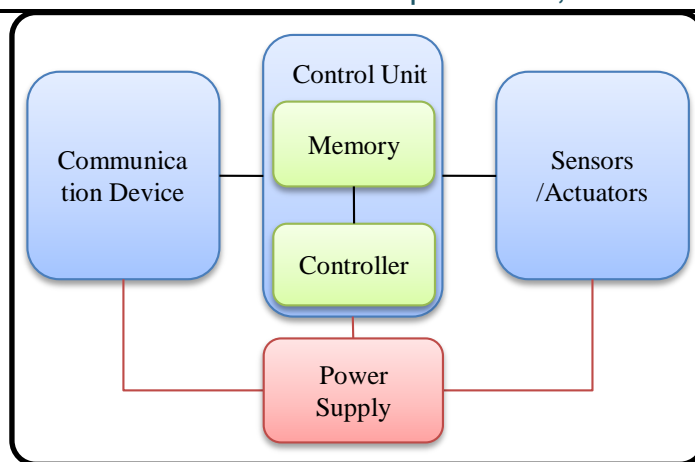 Control Unit
Memory
Communica
tion Device
Sensors
/Actuators
Controller
Power
Supply